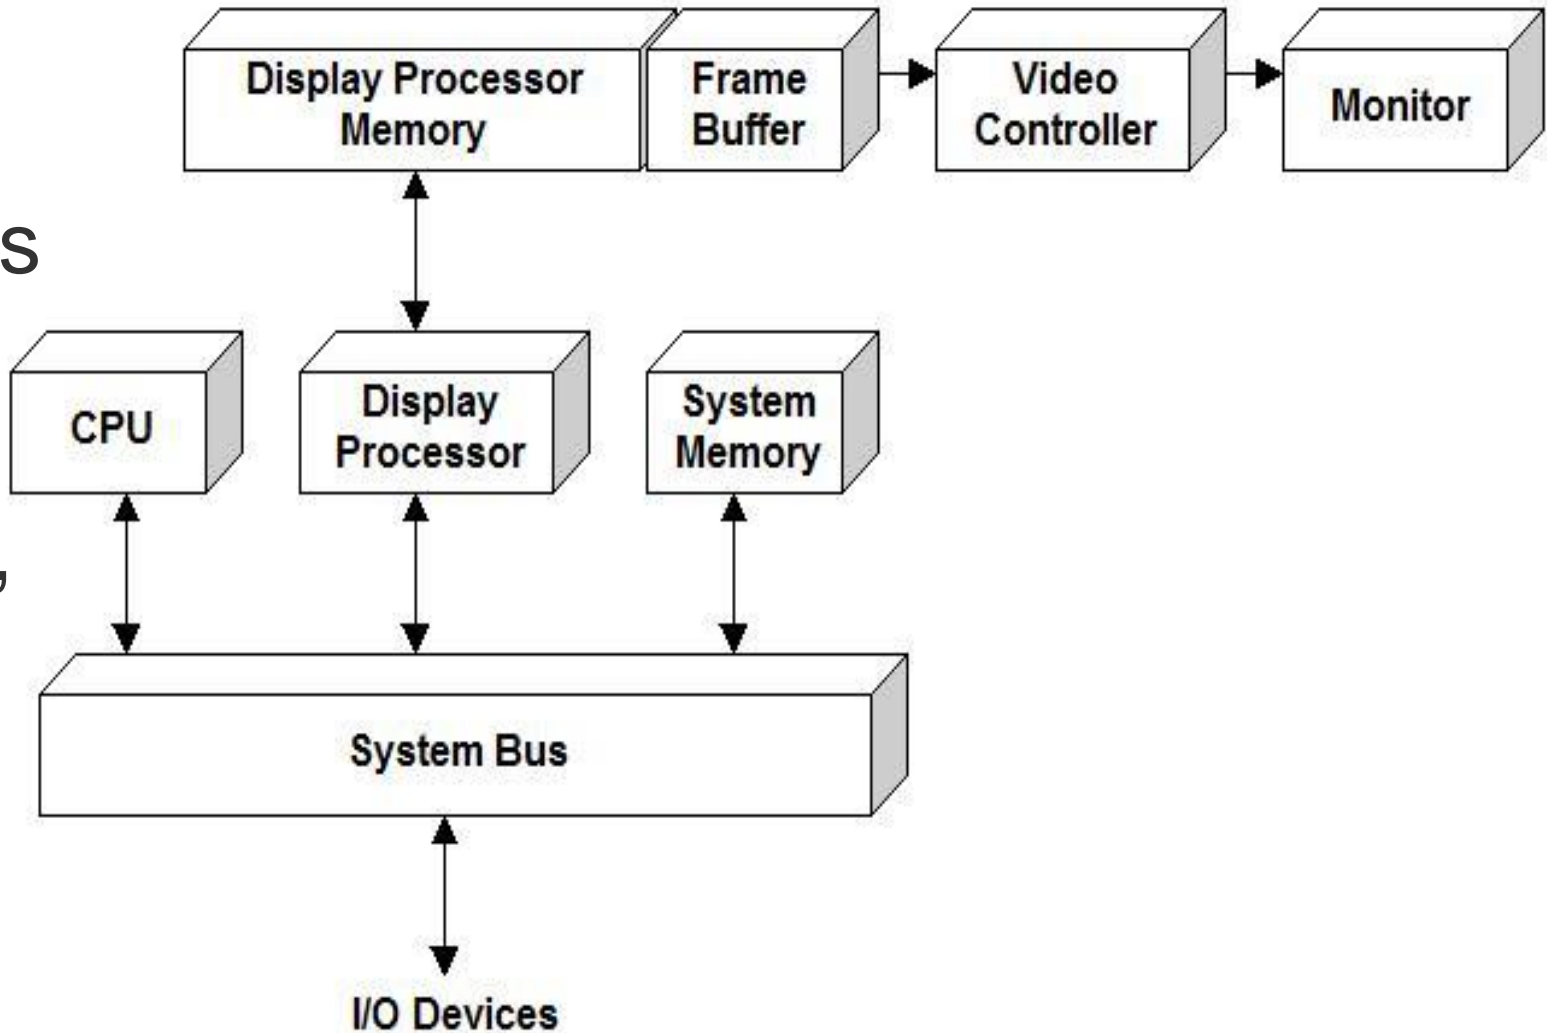 Display Processor
Memory
Frame
Buffer
Video
Controller
Monitor
s
CPU
Display
Processor
System
Memory
,
System Bus
I/O Devices